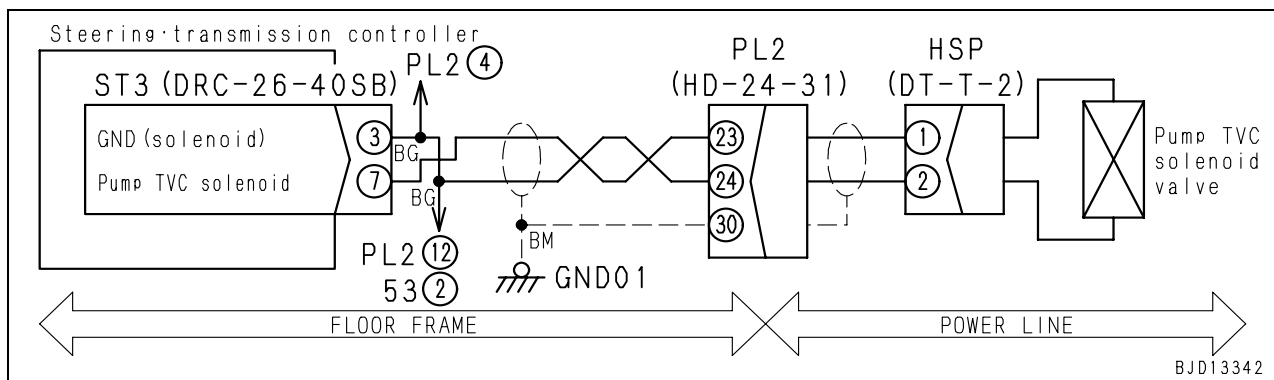 Steering·transmission controller
PL2 ④
PL2
HSP
ST3 (DRC-26-40SB)
(HD-24-31)
(DT-T-2)
GND (solenoid)
③
BG
㉓
①
Pump TVC
solenoid
valve
Pump TVC solenoid
⑦
BG
㉔
②
㉚
BM
PL2 ⑫
53 ②
GND01
FLOOR FRAME
POWER LINE
BJD13342